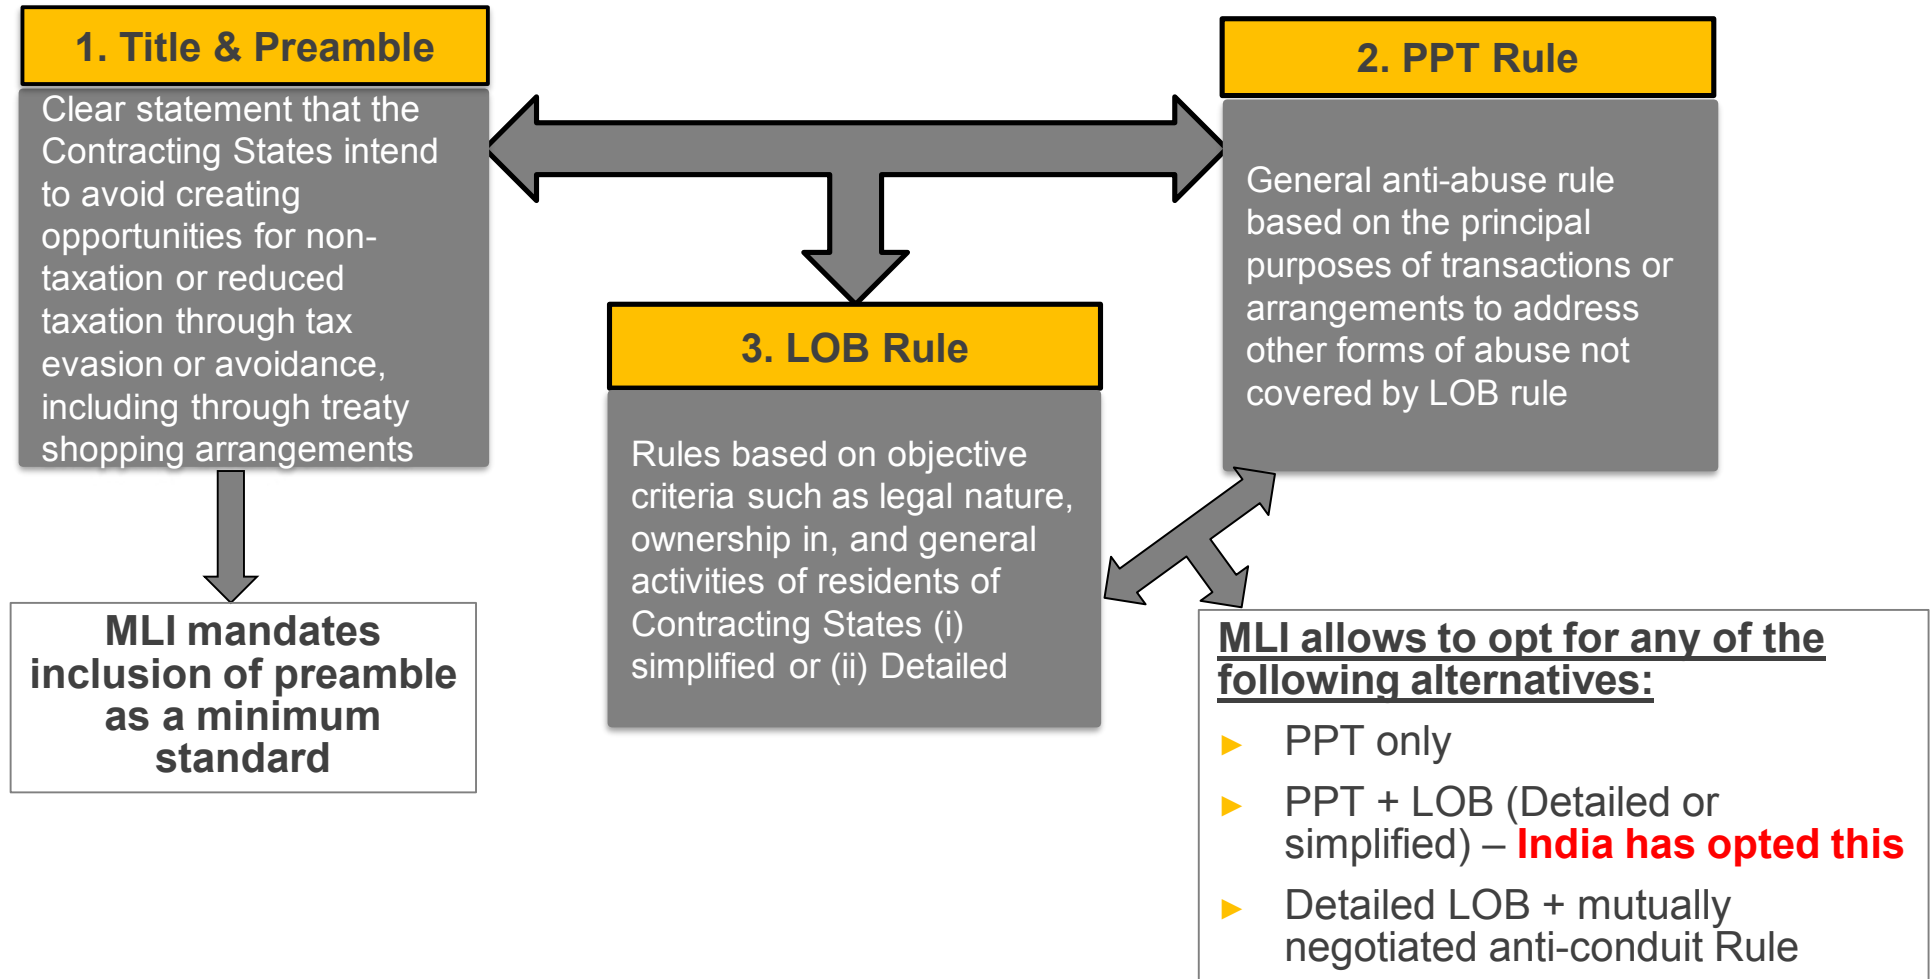 1. Title & Preamble
Clear statement that the
Contracting States intend
to avoid creating
opportunities for non-
taxation or reduced
taxation through tax
evasion or avoidance,
including through treaty
shopping arrangements
MLI mandates
inclusion of preamble
as a minimum
standard
2. PPT Rule
General anti-abuse rule
based on the principal
purposes of transactions or
arrangements to address
other forms of abuse not
covered by LOB rule
3. LOB Rule
Rules based on objective
criteria such as legal nature,
ownership in, and general
activities of residents of
Contracting States (i)
simplified or (ii) Detailed
MLI allows to opt for any of the
following alternatives:
► PPT only
► PPT + LOB (Detailed or
simplified) – India has opted this
► Detailed LOB + mutually
negotiated anti-conduit Rule